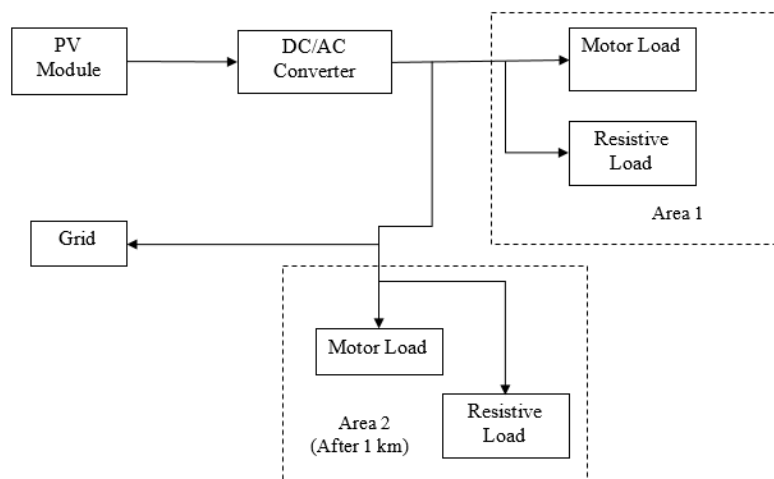 PV
Module
DC/AC
Converter
Motor Load
Resistive
Load
Area 1
Grid
Motor Load
Resistive
Load
Area 2
(After 1 km)